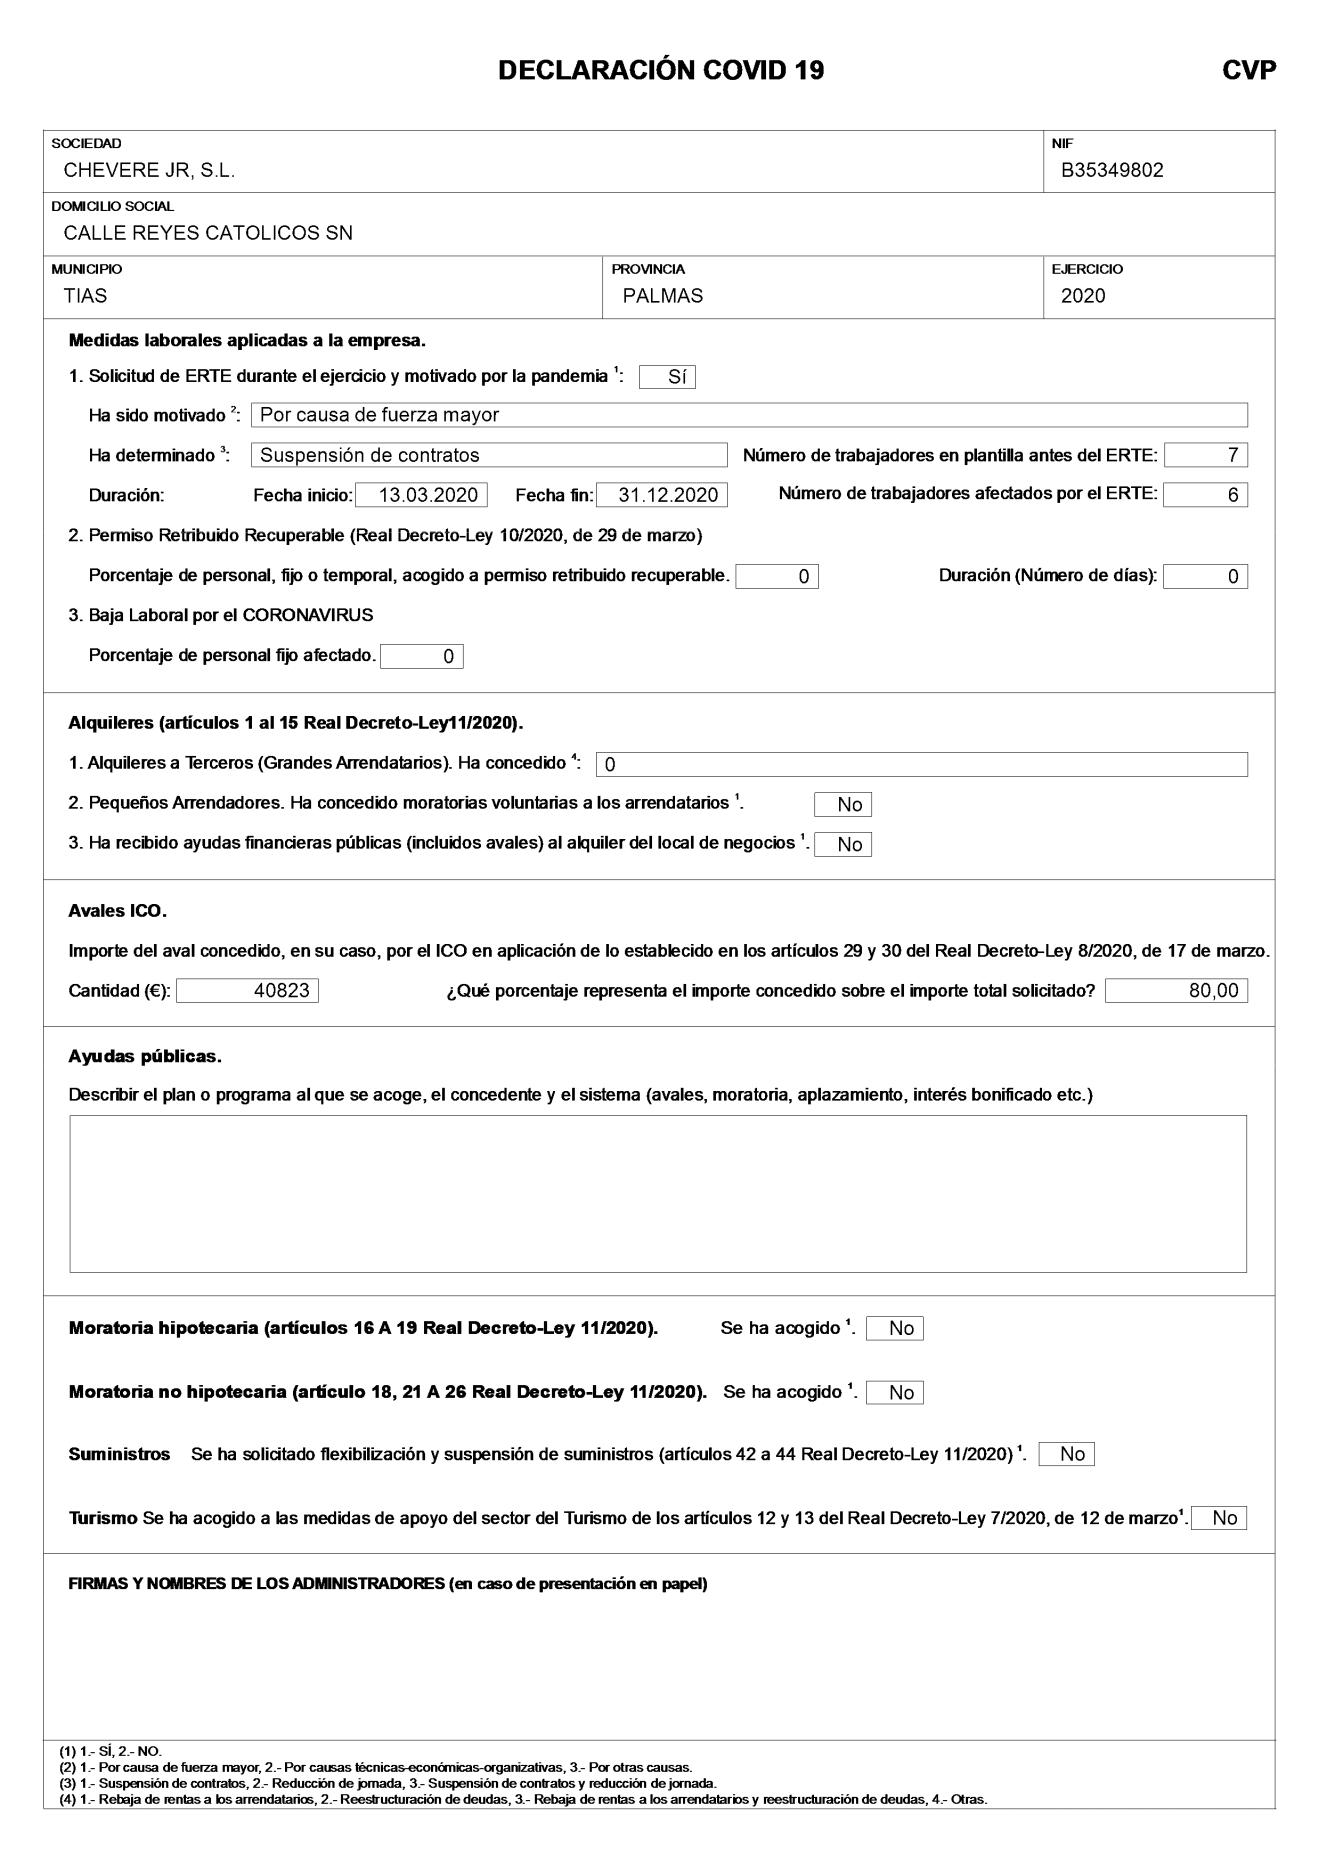 DECLARACIÓN COVID 19 CVP
SOCIEDAD NIF
CHEVERE JR, S.L. B35349802
DOMICILIO SOCIAL
CALLE REYES CATOLICOS SN
MUNICIPIO PROVINCIA EJERCICIO
TIAS PALMAS 2020
Medidas laborales aplicadas a la empresa.
1. Solicitud de ERTE durante el ejercicio y motivado por la pandemia ¹: Sí
Ha sido motivado ²: Por causa de fuerza mayor
Ha determinado ³: Suspensión de contratos Número de trabajadores en plantilla antes del ERTE: 7
Duración: Fecha inicio: 13.03.2020 Fecha fin: 31.12.2020 Número de trabajadores afectados por el ERTE: 6
2. Permiso Retribuido Recuperable (Real Decreto-Ley 10/2020, de 29 de marzo)
Porcentaje de personal, fijo o temporal, acogido a permiso retribuido recuperable. 0 Duración (Número de días): 0
3. Baja Laboral por el CORONAVIRUS
Porcentaje de personal fijo afectado. 0
Alquileres (artículos 1 al 15 Real Decreto-Ley11/2020).
1. Alquileres a Terceros (Grandes Arrendatarios). Ha concedido ⁴: 0
2. Pequeños Arrendadores. Ha concedido moratorias voluntarias a los arrendatarios ¹. No
3. Ha recibido ayudas financieras públicas (incluidos avales) al alquiler del local de negocios ¹. No
Avales ICO.
Importe del aval concedido, en su caso, por el ICO en aplicación de lo establecido en los artículos 29 y 30 del Real Decreto-Ley 8/2020, de 17 de marzo.
Cantidad (€): 40823 ¿Qué porcentaje representa el importe concedido sobre el importe total solicitado? 80,00
Ayudas públicas.
Describir el plan o programa al que se acoge, el concedente y el sistema (avales, moratoria, aplazamiento, interés bonificado etc.)
Moratoria hipotecaria (artículos 16 A 19 Real Decreto-Ley 11/2020). Se ha acogido ¹. No
Moratoria no hipotecaria (artículo 18, 21 A 26 Real Decreto-Ley 11/2020). Se ha acogido ¹. No
Suministros Se ha solicitado flexibilización y suspensión de suministros (artículos 42 a 44 Real Decreto-Ley 11/2020) ¹. No
Turismo Se ha acogido a las medidas de apoyo del sector del Turismo de los artículos 12 y 13 del Real Decreto-Ley 7/2020, de 12 de marzo¹. No
FIRMAS Y NOMBRES DE LOS ADMINISTRADORES (en caso de presentación en papel)
(1) 1.- SÍ, 2.- NO.
(2) 1.- Por causa de fuerza mayor, 2.- Por causas técnicas-económicas-organizativas, 3.- Por otras causas.
(3) 1.- Suspensión de contratos, 2.- Reducción de jornada, 3.- Suspensión de contratos y reducción de jornada.
(4) 1.- Rebaja de rentas a los arrendatarios, 2.- Reestructuración de deudas, 3.- Rebaja de rentas a los arrendatarios y reestructuración de deudas, 4.- Otras.